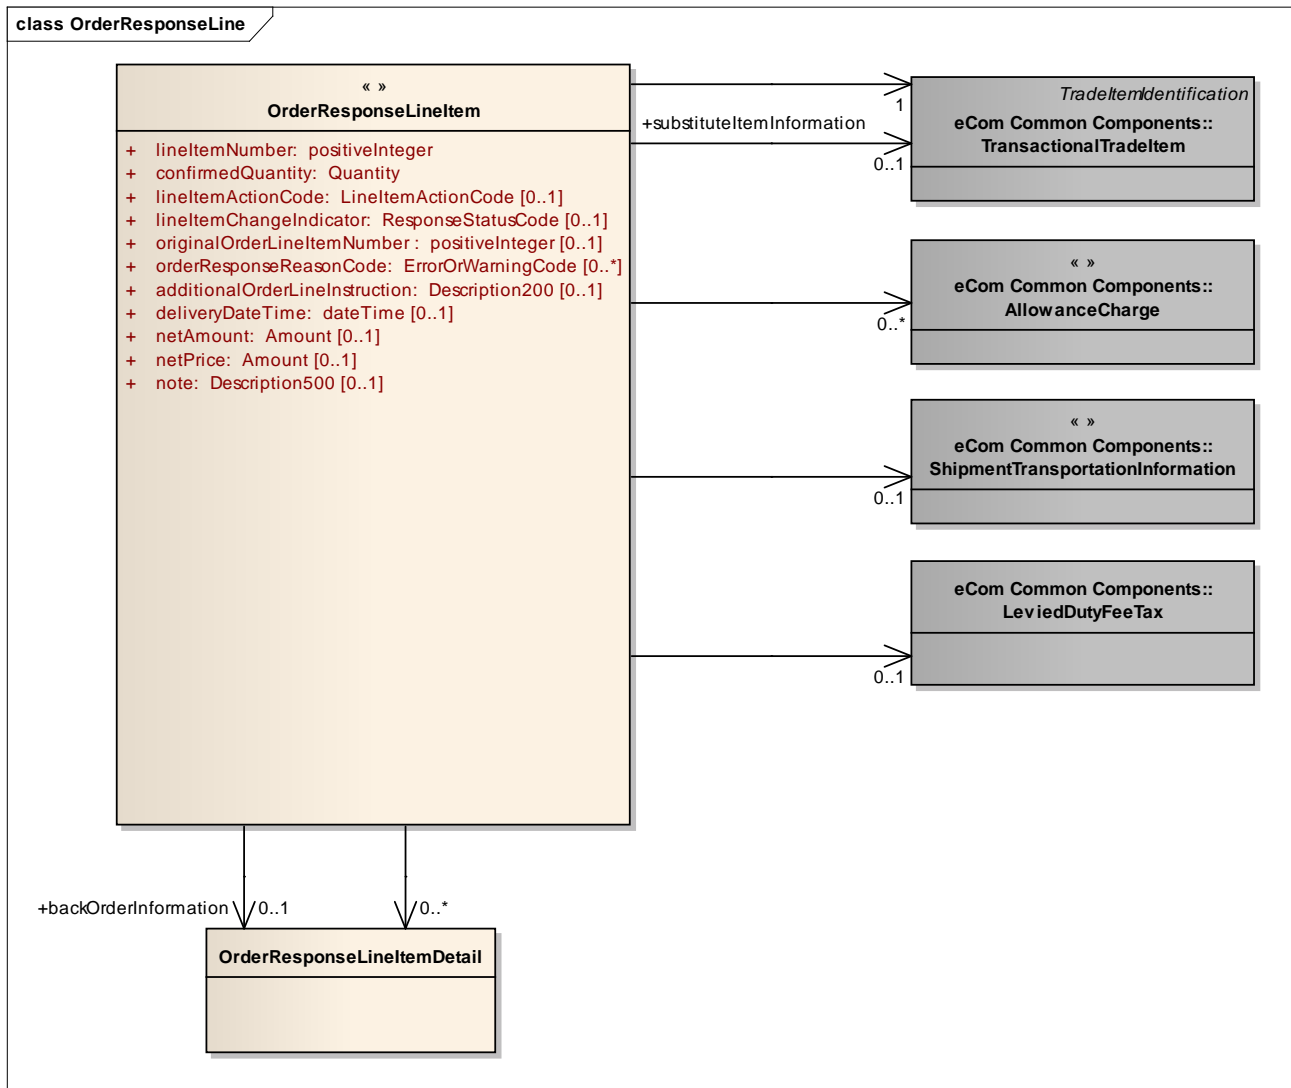 class OrderResponseLine
« »
OrderResponseLineItem
+ lineItemNumber: positiveInteger
+ confirmedQuantity: Quantity
+ lineItemActionCode: LineItemActionCode [0..1]
+ lineItemChangeIndicator: ResponseStatusCode [0..1]
+ originalOrderLineItemNumber: positiveInteger [0..1]
+ orderResponseReasonCode: ErrorOrWarningCode [0..*]
+ additionalOrderLineInstruction: Description200 [0..1]
+ deliveryDateTime: dateTime [0..1]
+ netAmount: Amount [0..1]
+ netPrice: Amount [0..1]
+ note: Description500 [0..1]
1
+substituteItemInformation
0..1
TradeItemIdentification
eCom Common Components::
TransactionalTradeItem
0..*
« »
eCom Common Components::
AllowanceCharge
0..1
« »
eCom Common Components::
ShipmentTransportationInformation
0..1
eCom Common Components::
LeviedDutyFeeTax
+backOrderInformation
0..1
0..*
OrderResponseLineItemDetail